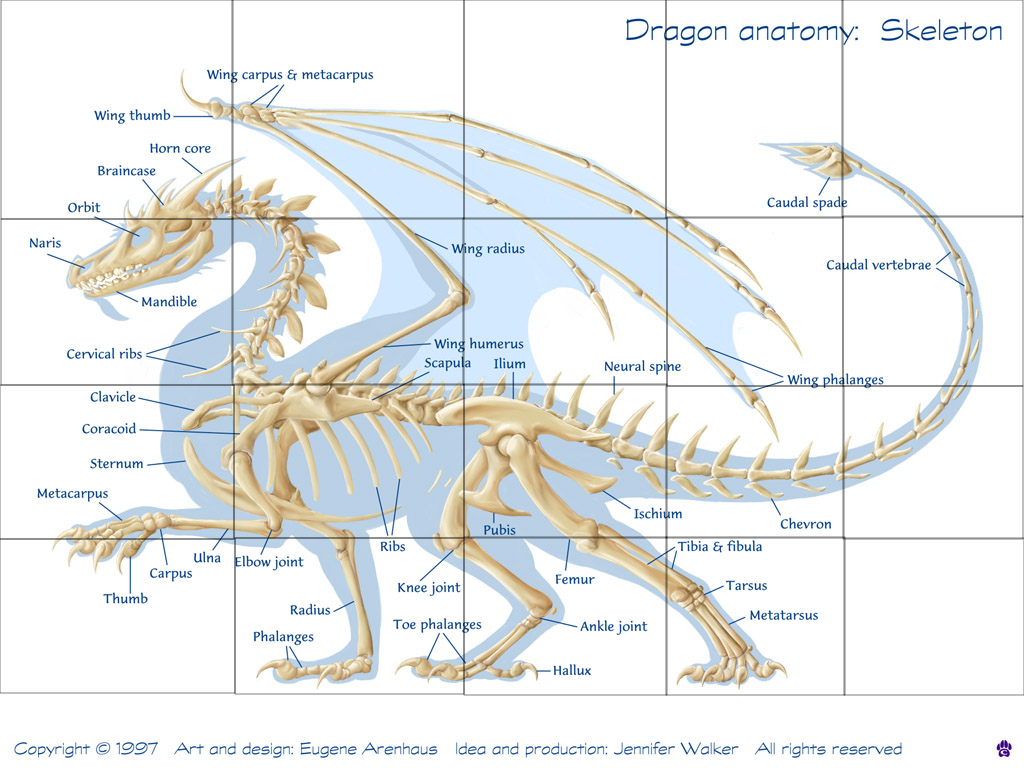 Dragon anatomy: Skeleton
Wing carpus & metacarpus
Wing thumb
Horn core
Braincase
Orbit
Naris
Mandible
Caudal spade
Wing radius
Caudal vertebrae
Cervical ribs
Wing humerus
Scapula
Ilium
Neural spine
Wing phalanges
Clavicle
Coracoid
Sternum
Metacarpus
Ischium
Chevron
Pubis
Ribs
Ulna
Elbow joint
Carpus
Thumb
Knee joint
Femur
Tibia & fibula
Tarsus
Metatarsus
Radius
Toe phalanges
Ankle joint
Phalanges
Hallux
Copyright © 1997 Art and design: Eugene Arenhaus Idea and production: Jennifer Walker All rights reserved